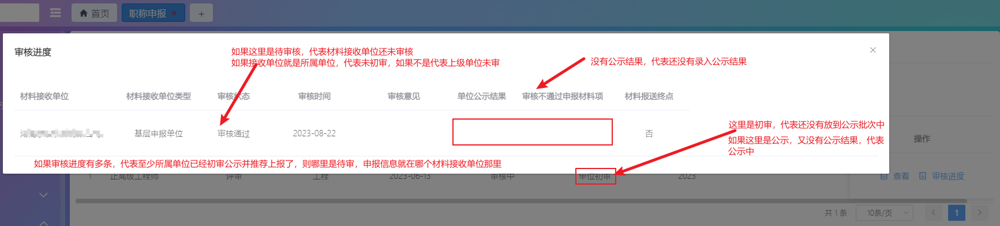 首页
职称申报 ×
+
审核进度
如果这里是待审核，代表材料接收单位还未审核
如果接收单位就是所属单位，代表未初审，如果不是代表上级单位未审
没有公示结果，代表还没有录入公示结果
材料接收单位 材料接收单位类型 审核状态 审核时间 审核意见 单位公示结果 审核不通过申报材料项 材料报送终点
基层申报单位 审核通过 2023-08-22 否
这里是初审，代表还没有放到公示批次中
如果这里是公示，又没有公示结果，代表
公示中
操作
如果审核进度有多条，代表至少所属单位已经初审公示并推荐上报了，则哪里是待审，申报信息就在哪个材料接收单位那里
1 正高级工程师 评审 工程 2023-06-13 审核中 单位初审 2023 查看 审核进度
共 1 条 10条/页 1